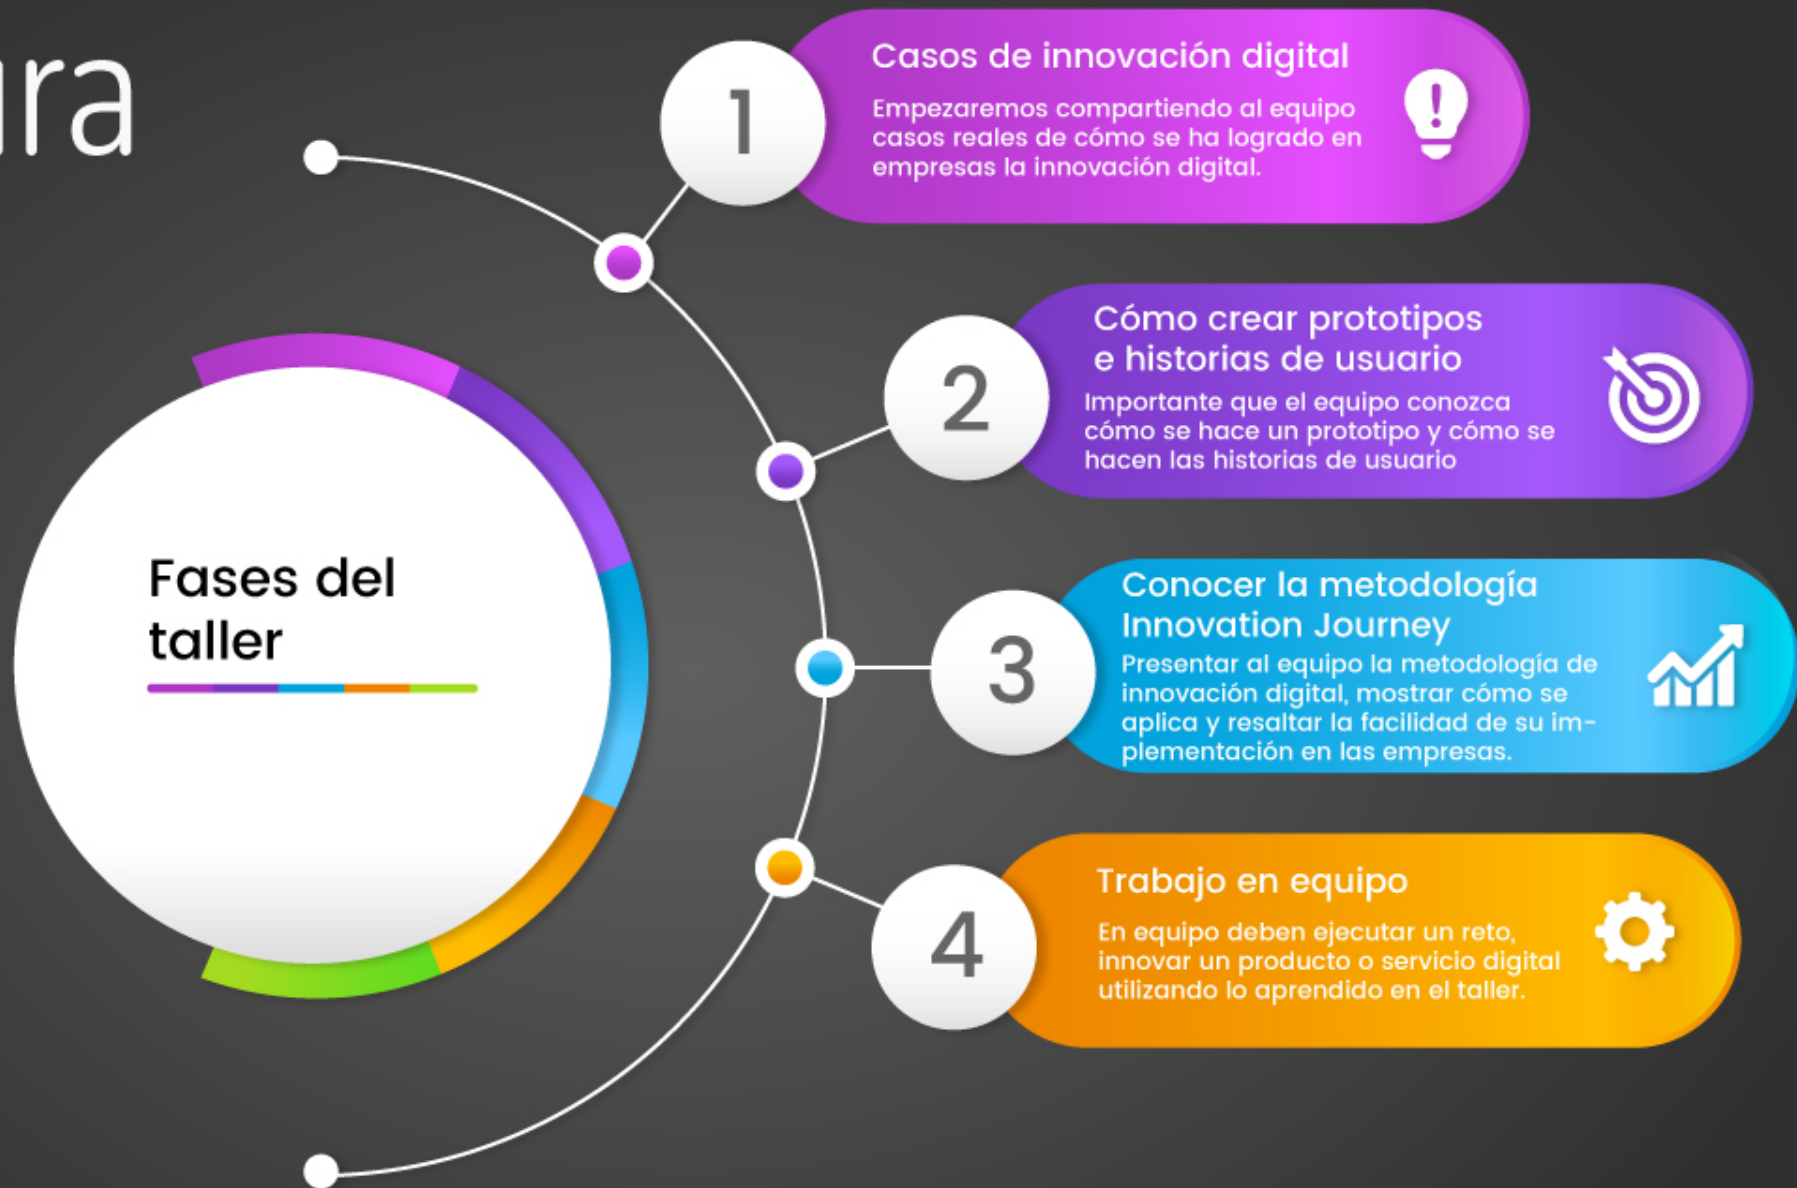 ura
1
Casos de innovación digital
Empezaremos compartiendo al equipo
casos reales de cómo se ha logrado en
empresas la innovación digital.
2
Cómo crear prototipos
e historias de usuario
Importante que el equipo conozca
cómo se hace un prototipo y cómo se
hacen las historias de usuario
Fases del
taller
3
Conocer la metodología
Innovation Journey
Presentar al equipo la metodología de
innovación digital, mostrar cómo se
aplica y resaltar la facilidad de su im-
plementación en las empresas.
4
Trabajo en equipo
En equipo deben ejecutar un reto,
innovar un producto o servicio digital
utilizando lo aprendido en el taller.